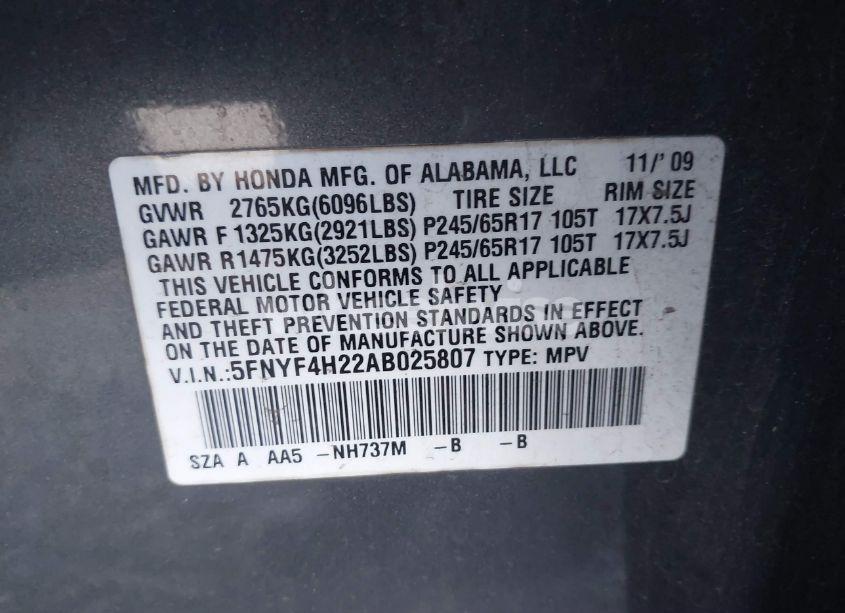 MFD. BY HONDA MFG. OF ALABAMA, LLC 11/' 09
GVWR 2765KG(6096LBS) TIRE SIZE RIM SIZE
GAWR F 1325KG(2921LBS) P245/65R17 105T 17X7.5J
GAWR R1475KG(3252LBS) P245/65R17 105T 17X7.5J
THIS VEHICLE CONFORMS TO ALL APPLICABLE
FEDERAL MOTOR VEHICLE SAFETY
AND THEFT PREVENTION STANDARDS IN EFFECT
ON THE DATE OF MANUFACTURE SHOWN ABOVE.
V.I.N.:5FNYF4H22AB025807 TYPE: MPV
SZA A AA5 -NH737M -B -B